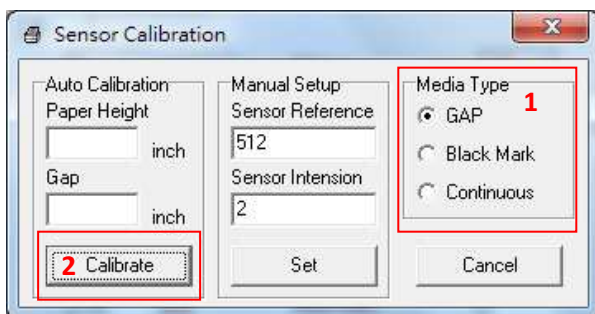 Sensor Calibration
Auto Calibration
Paper Height
inch
Gap
inch
2 Calibrate
Manual Setup
Sensor Reference
512
Sensor Intension
2
Set
Media Type
GAP 1
Black Mark
Continuous
Cancel